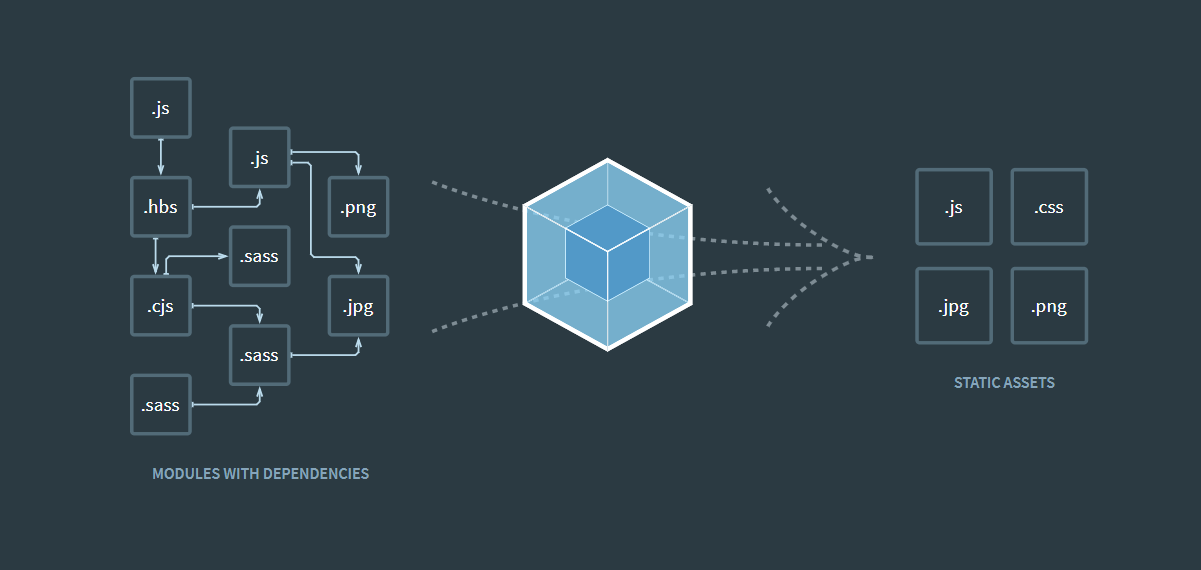 .js
.js
.hbs
.png
.sass
.cjs
.jpg
.sass
.sass
MODULES WITH DEPENDENCIES
.js
.css
.jpg
.png
STATIC ASSETS